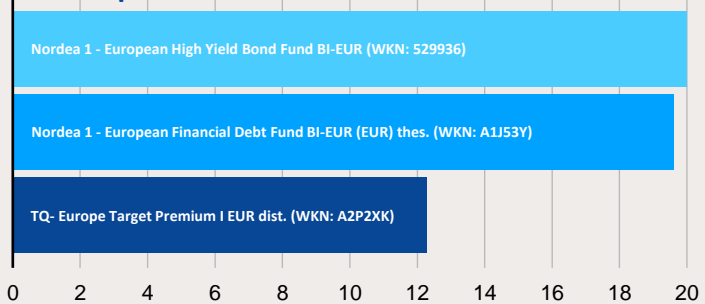 Nordea 1 - European High Yield Bond Fund BI-EUR (WKN: 529936)
Nordea 1 - European Financial Debt Fund BI-EUR (EUR) thes. (WKN: A1J53Y)
TQ- Europe Target Premium I EUR dist. (WKN: A2P2XK)
0 2 4 6 8 10 12 14 16 18 20